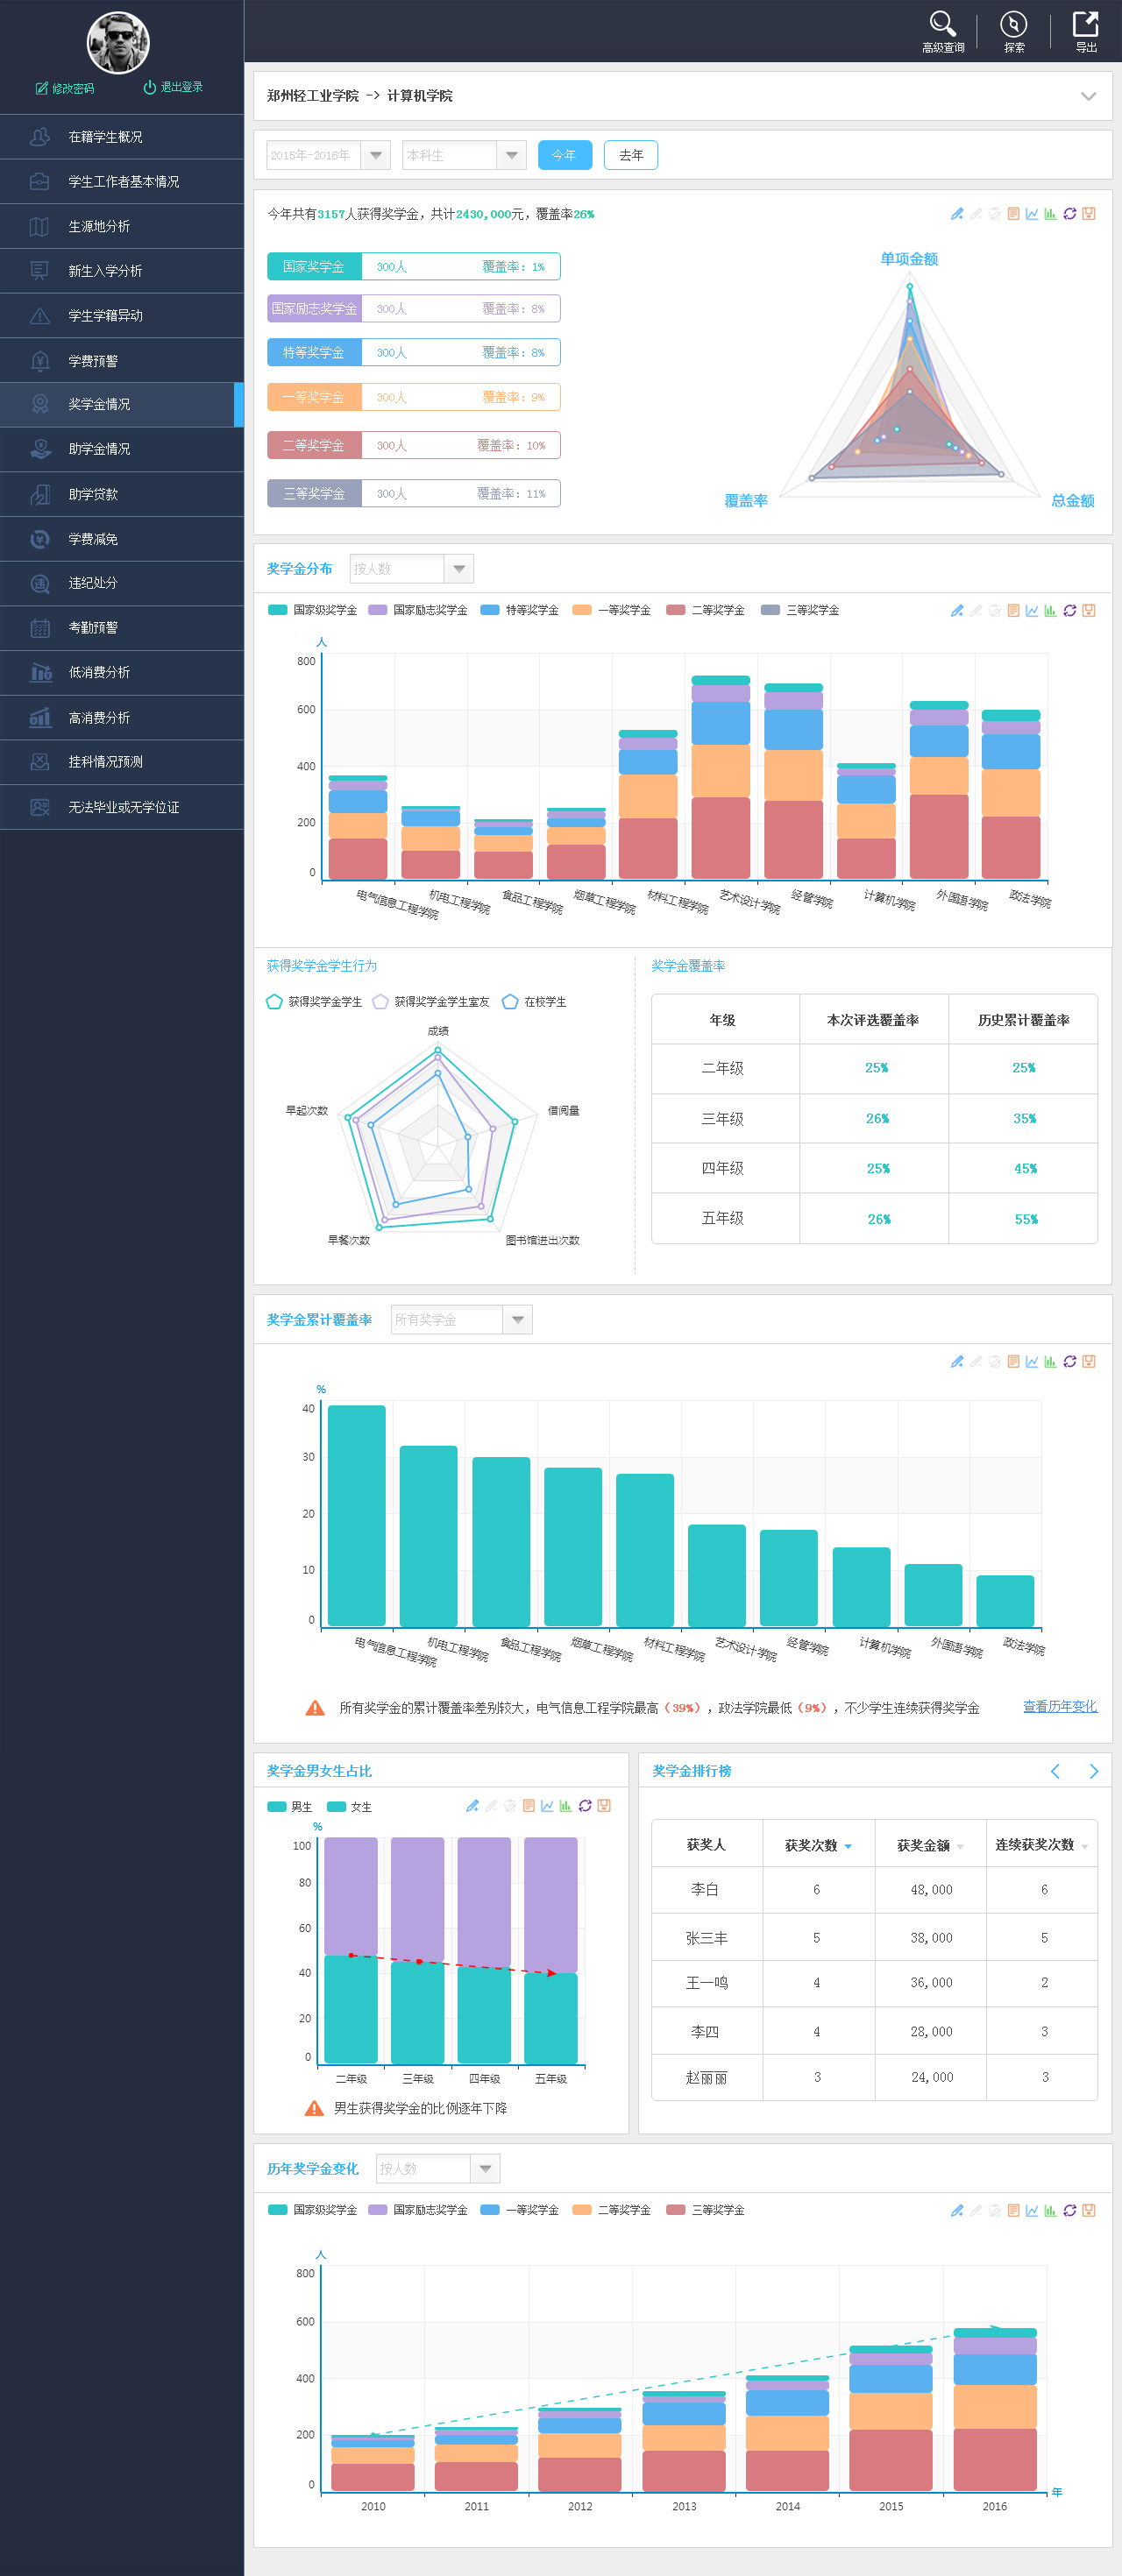 高级查询 探索 导出
修改密码 退出登录
在籍学生概况
学生工作者基本情况
生源地分析
新生入学分析
学生学籍异动
学费预警
奖学金情况
助学金情况
助学贷款
学费减免
违纪处分
考勤预警
低消费分析
高消费分析
挂科情况预测
无法毕业或无学位证
郑州轻工业学院 -> 计算机学院
2015年-2016年 本科生 今年 去年
今年共有3157人获得奖学金，共计2430,000元，覆盖率26%
国家奖学金 300人 覆盖率：1%
国家励志奖学金 300人 覆盖率：8%
特等奖学金 300人 覆盖率：8%
一等奖学金 300人 覆盖率：9%
二等奖学金 300人 覆盖率：10%
三等奖学金 300人 覆盖率：11%
单项金额
覆盖率 总金额
奖学金分布 按人数
国家级奖学金 国家励志奖学金 特等奖学金 一等奖学金 二等奖学金 三等奖学金
人
800
600
400
200
0
电气信息工程学院 机电工程学院 食品工程学院 烟草工程学院 材料工程学院 艺术设计学院 经管学院 计算机学院 外国语学院 政法学院
获得奖学金学生行为
获得奖学金学生 获得奖学金学生室友 在校学生
成绩
早起次数 借阅量
早餐次数 图书馆进出次数
奖学金覆盖率
年级 本次评选覆盖率 历史累计覆盖率
二年级 25% 25%
三年级 26% 35%
四年级 25% 45%
五年级 26% 55%
奖学金累计覆盖率 所有奖学金
%
40
30
20
10
0
电气信息工程学院 机电工程学院 食品工程学院 烟草工程学院 材料工程学院 艺术设计学院 经管学院 计算机学院 外国语学院 政法学院
所有奖学金的累计覆盖率差别较大，电气信息工程学院最高（39%），政法学院最低（9%），不少学生连续获得奖学金 查看历年变化
奖学金男女生占比
男生 女生
%
100
80
60
40
20
0
二年级 三年级 四年级 五年级
男生获得奖学金的比例逐年下降
奖学金排行榜
获奖人 获奖次数 获奖金额 连续获奖次数
李白 6 48,000 6
张三丰 5 38,000 5
王一鸣 4 36,000 2
李四 4 28,000 3
赵丽丽 3 24,000 3
历年奖学金变化 按人数
国家级奖学金 国家励志奖学金 一等奖学金 二等奖学金 三等奖学金
人
800
600
400
200
0
2010 2011 2012 2013 2014 2015 2016 年